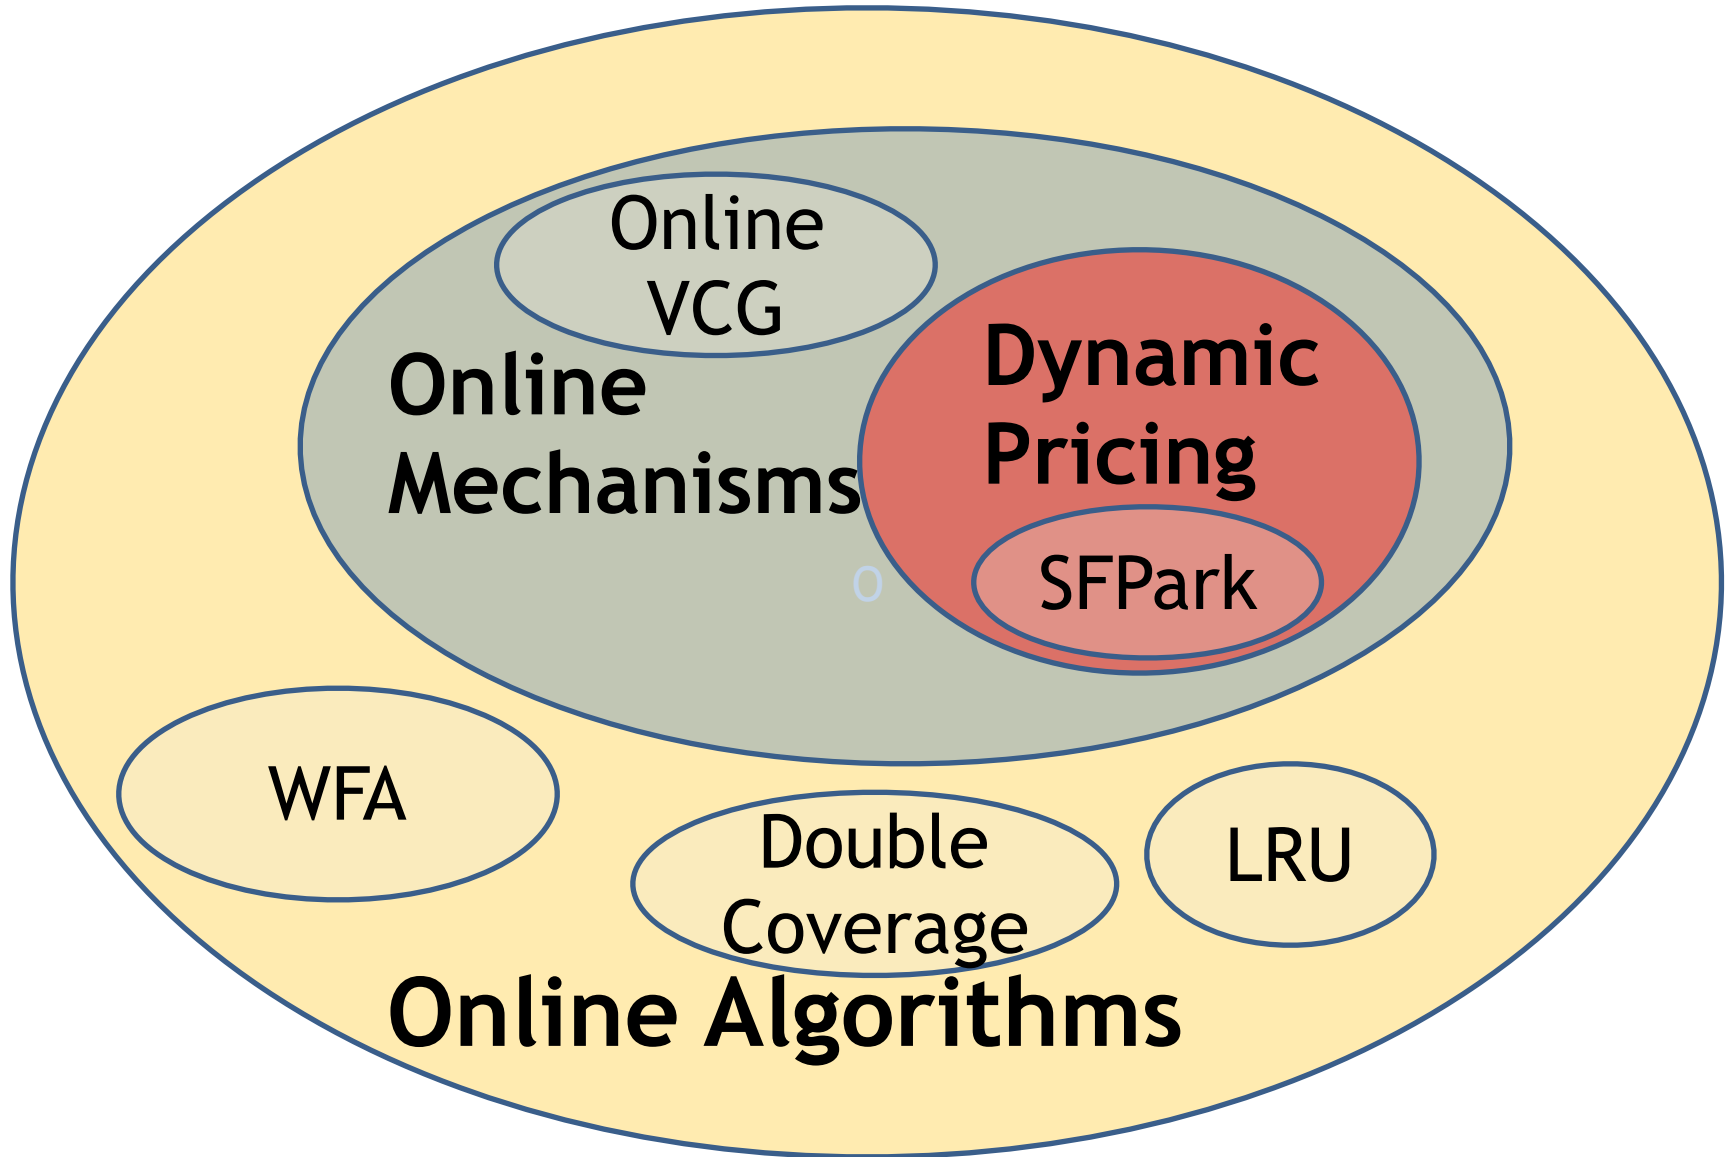 Online
VCG
Online
Mechanisms
Dynamic
Pricing
SFPark
o
WFA
Double
Coverage
LRU
Online Algorithms